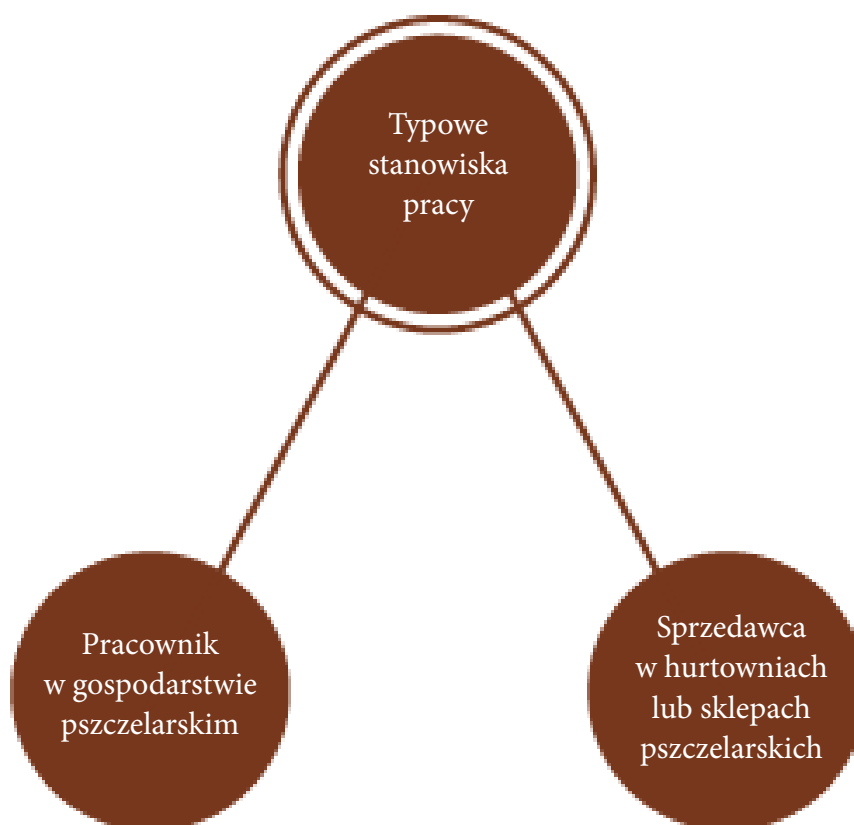 Typowe
stanowiska
pracy
Pracownik
w gospodarstwie
pszczelarskim
Sprzedawca
w hurtowniach
lub sklepach
pszczelarskich